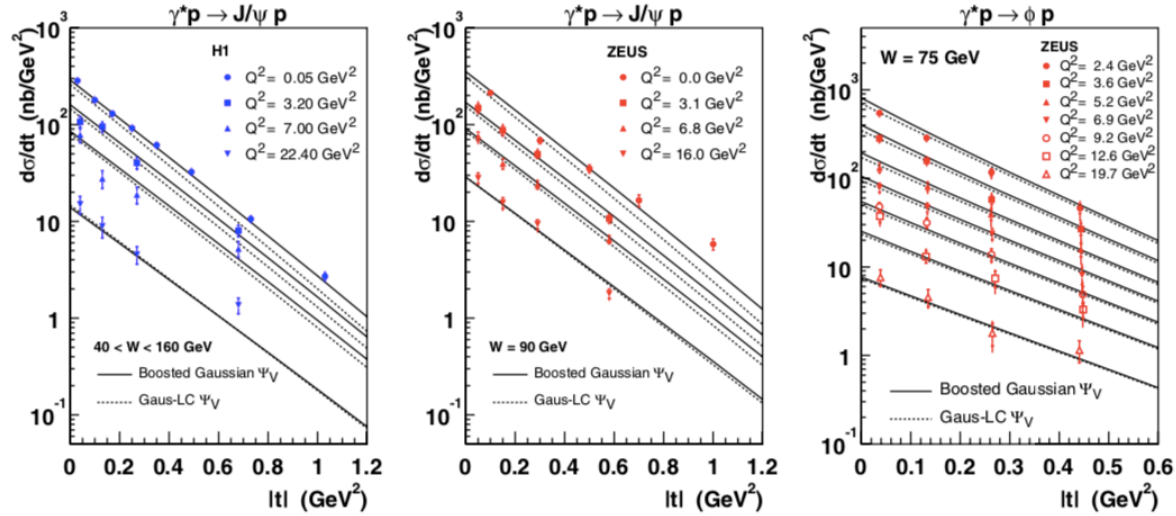 γ*p → J/ψ p
dσ/dt (nb/GeV²)
10³
10²
10
1
10⁻¹
H1
Q² = 0.05 GeV²
Q² = 3.20 GeV²
Q² = 7.00 GeV²
Q² = 22.40 GeV²
40 < W < 160 GeV
Boosted Gaussian Ψ_V
Gaus-LC Ψ_V
0 0.2 0.4 0.6 0.8 1 1.2
|t| (GeV²)
γ*p → J/ψ p
dσ/dt (nb/GeV²)
10³
10²
10
1
10⁻¹
ZEUS
Q² = 0.0 GeV²
Q² = 3.1 GeV²
Q² = 6.8 GeV²
Q² = 16.0 GeV²
W = 90 GeV
Boosted Gaussian Ψ_V
Gaus-LC Ψ_V
0 0.2 0.4 0.6 0.8 1 1.2
|t| (GeV²)
γ*p → ϕ p
dσ/dt (nb/GeV²)
10³
10²
10
1
10⁻¹
W = 75 GeV
ZEUS
Q² = 2.4 GeV²
Q² = 3.6 GeV²
Q² = 5.2 GeV²
Q² = 6.9 GeV²
Q² = 9.2 GeV²
Q² = 12.6 GeV²
Q² = 19.7 GeV²
Boosted Gaussian Ψ_V
Gaus-LC Ψ_V
0 0.1 0.2 0.3 0.4 0.5 0.6
|t| (GeV²)